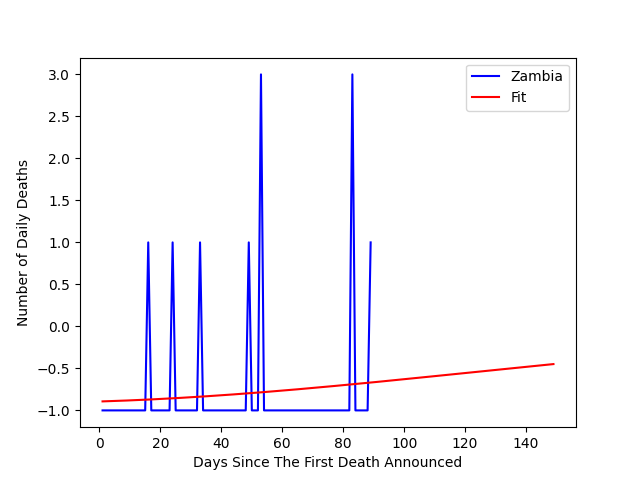 Zambia
Fit
3.0
2.5
2.0
1.5
1.0
0.5
0.0
−0.5
−1.0
Number of Daily Deaths
0 20 40 60 80 100 120 140
Days Since The First Death Announced